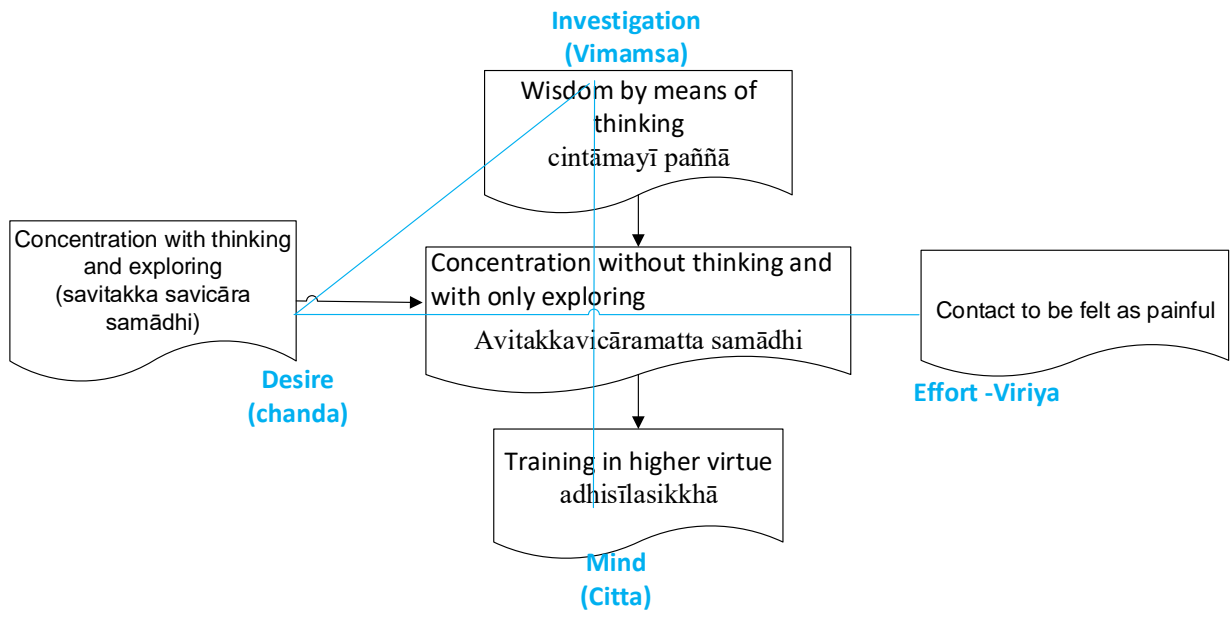 Investigation
(Vimamsa)
Wisdom by means of
thinking
cintāmayī paññā
Concentration with thinking
and exploring
(savitakka savicāra
samādhi)
Desire
(chanda)
Concentration without thinking and
with only exploring
Avitakkavicāramatta samādhi
Contact to be felt as painful
Effort -Viriya
Training in higher virtue
adhisīlasikkhā
Mind
(Citta)